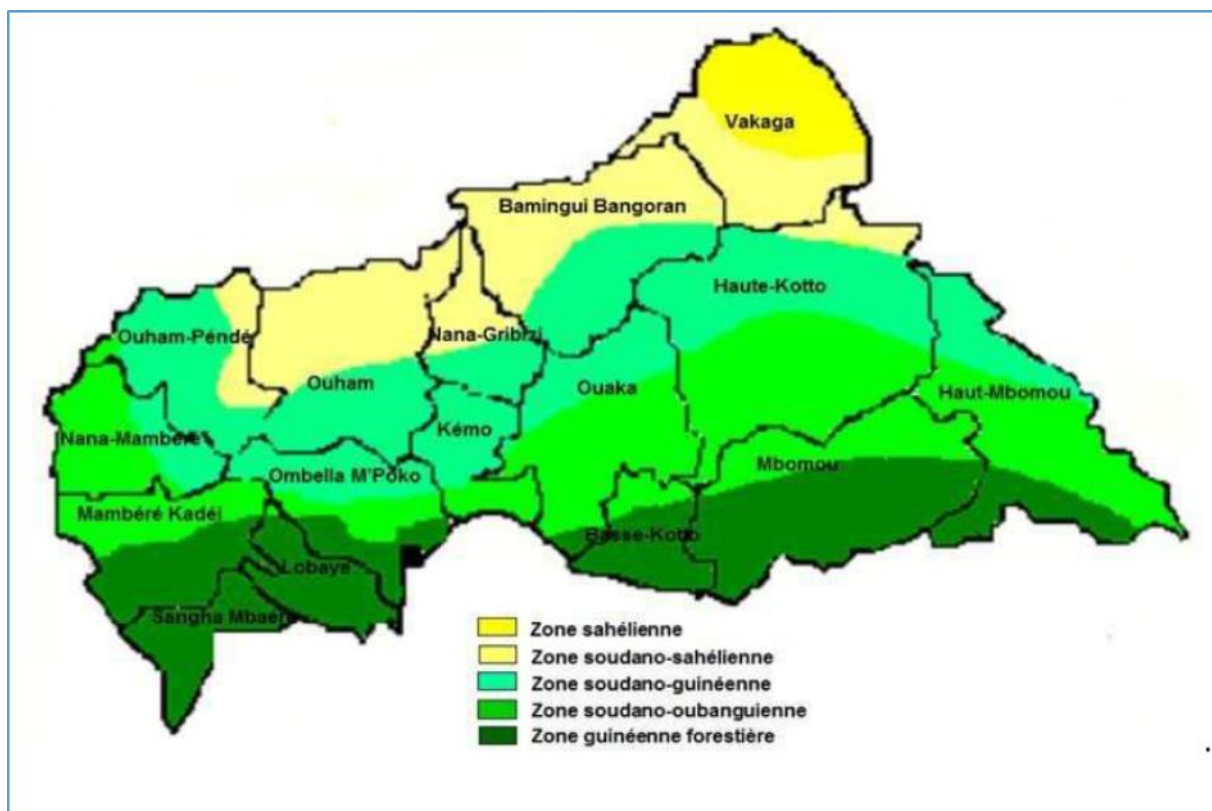 Vakaga
Bamingui Bangoran
Haute-Kotto
Ouham-Péndé
Nana-Gribizi
Ouham
Ouaka
Haut-Mbomou
Nana-Mambéré
Kémo
Mbomou
Ombella M'Poko
Mambéré Kadéi
Basse-Kotto
Lobaye
Sangha Mbaéré
Zone sahélienne
Zone soudano-sahélienne
Zone soudano-guinéenne
Zone soudano-oubanguienne
Zone guinéenne forestière